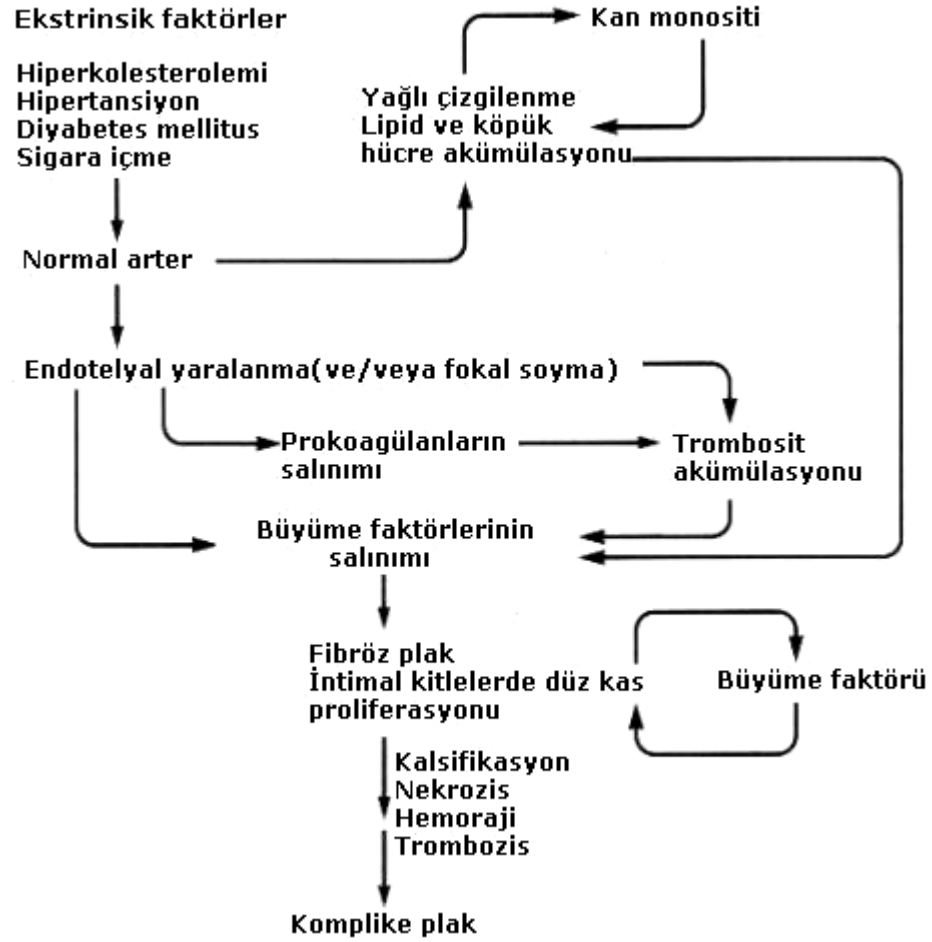 Ekstrinsik faktörler
Hiperkolesterolemi
Hipertansiyon
Diyabetes mellitus
Sigara içme
Kan monositi
Yağlı çizgilenme
Lipid ve köpük
hücre akümülasyonu
Normal arter
Endotelyal yaralanma(ve/veya fokal soyma)
Prokoagülanların
salınımı
Trombosit
akümülasyonu
Büyüme faktörlerinin
salınımı
Fibröz plak
İntimal kitlelerde düz kas
proliferasyonu
Büyüme faktörü
Kalsifikasyon
Nekrozis
Hemoraji
Trombozis
Komplike plak